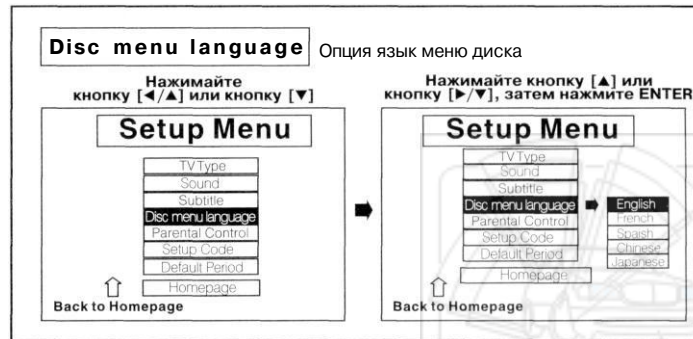 Disc menu language Опция язык меню диска
Нажимайте
кнопку [◀/▲] или кнопку [▼]
Setup Menu
TV Type
Sound
Subtitle
Disc menu language
Parental Control
Setup Code
Default Period
Homepage
Back to Homepage
Нажимайте кнопку [▲] или
кнопку [▶/▼], затем нажмите ENTER
Setup Menu
TV Type
Sound
Subtitle
Disc menu language
Parental Control
Setup Code
Default Period
Homepage
English
French
Spaish
Chinese
Japanese
Back to Homepage